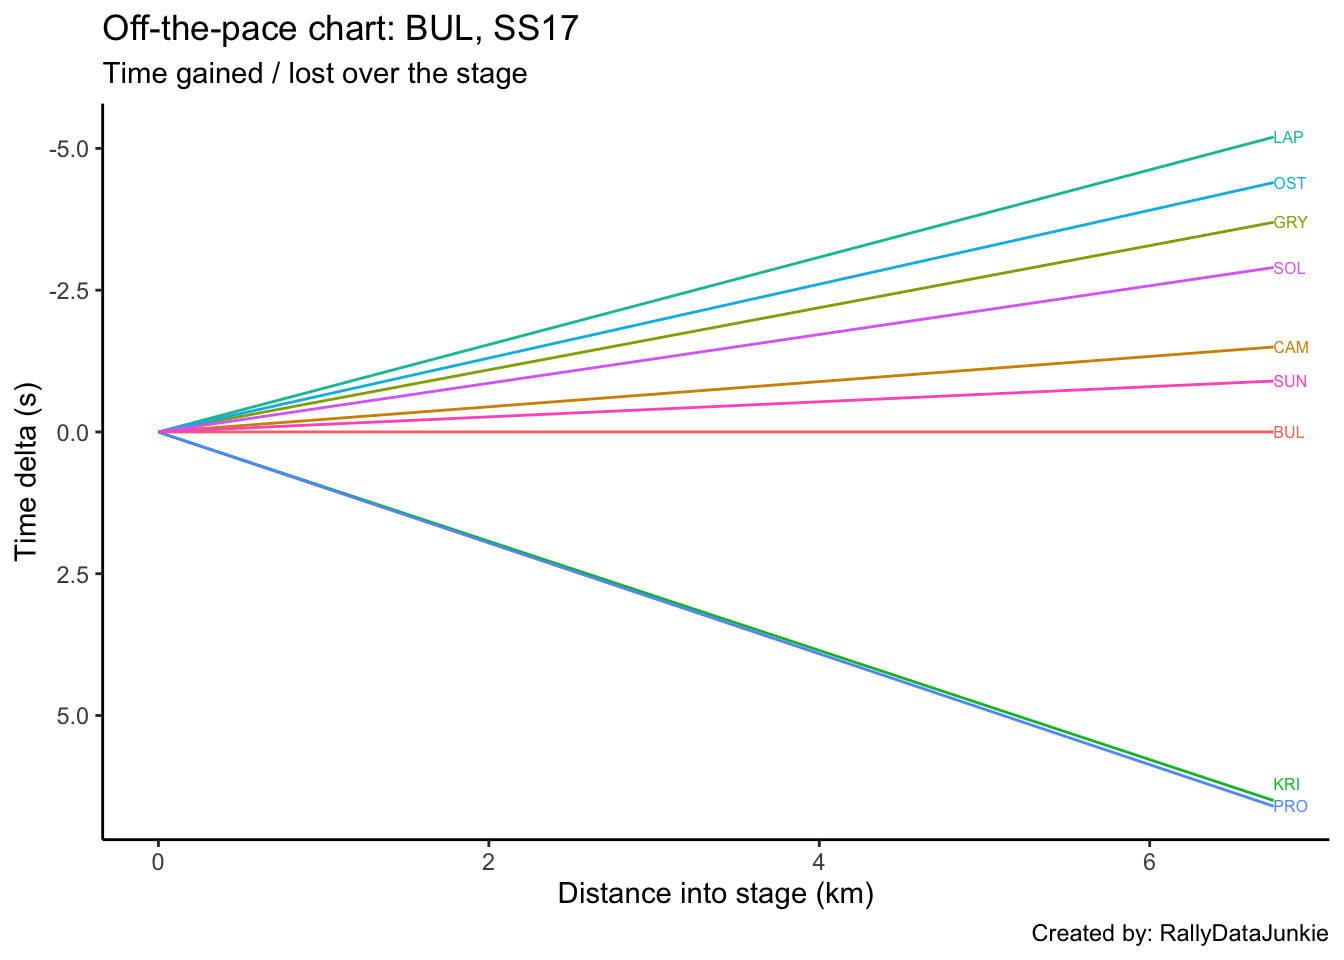 Off-the-pace chart: BUL, SS17
Time gained / lost over the stage
Time delta (s)
-5.0
-2.5
0.0
2.5
5.0
LAP
OST
GRY
SOL
CAM
SUN
BUL
KRI
PRO
0 2 4 6
Distance into stage (km)
Created by: RallyDataJunkie